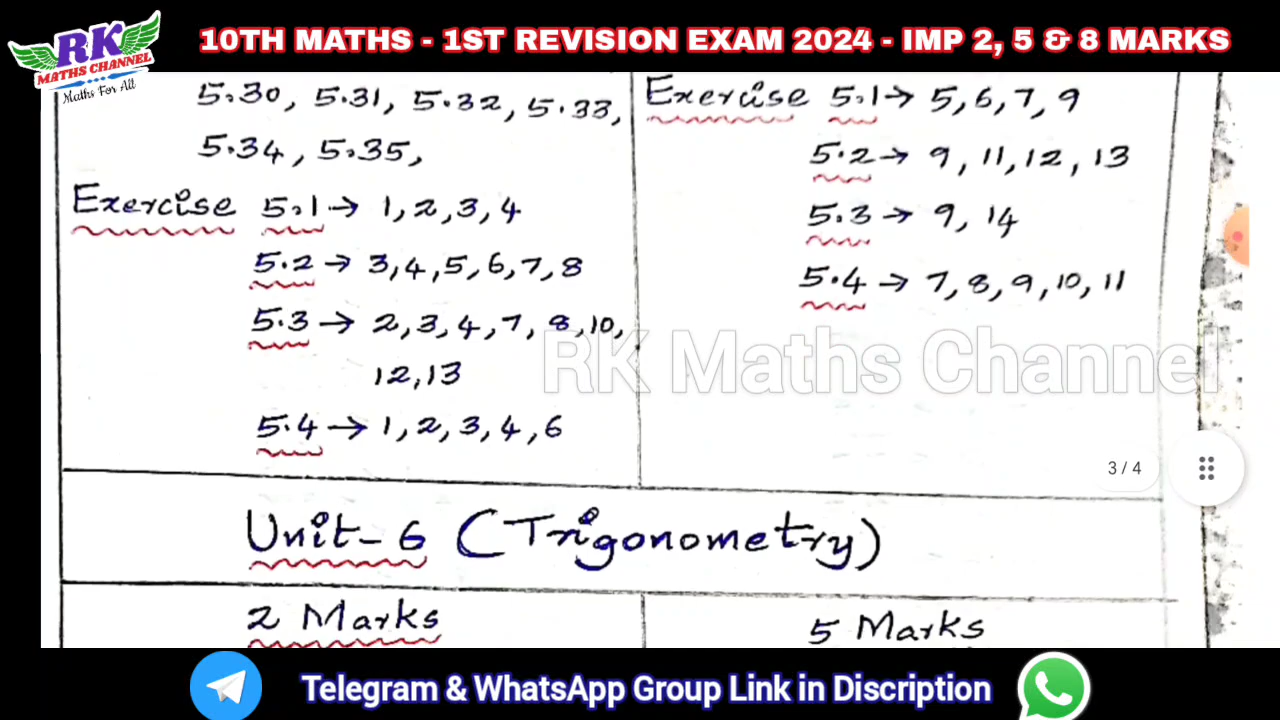 RK
MATHS CHANNEL
Maths For All
10TH MATHS - 1ST REVISION EXAM 2024 - IMP 2, 5 & 8 MARKS
5.30, 5.31, 5.32, 5.33,
5.34, 5.35,
Exercise 5.1→ 1,2,3,4
5.2 → 3,4,5,6,7,8
5.3 → 2,3,4,7,8,10,
12,13
5.4 → 1,2,3,4,6
Exercise 5.1→ 5,6,7,9
5.2→ 9,11,12,13
5.3→ 9,14
5.4→ 7,8,9,10,11
RK Maths Channel
3 / 4
Unit-6 (Trigonometry)
2 Marks
5 Marks
Telegram & WhatsApp Group Link in Discription